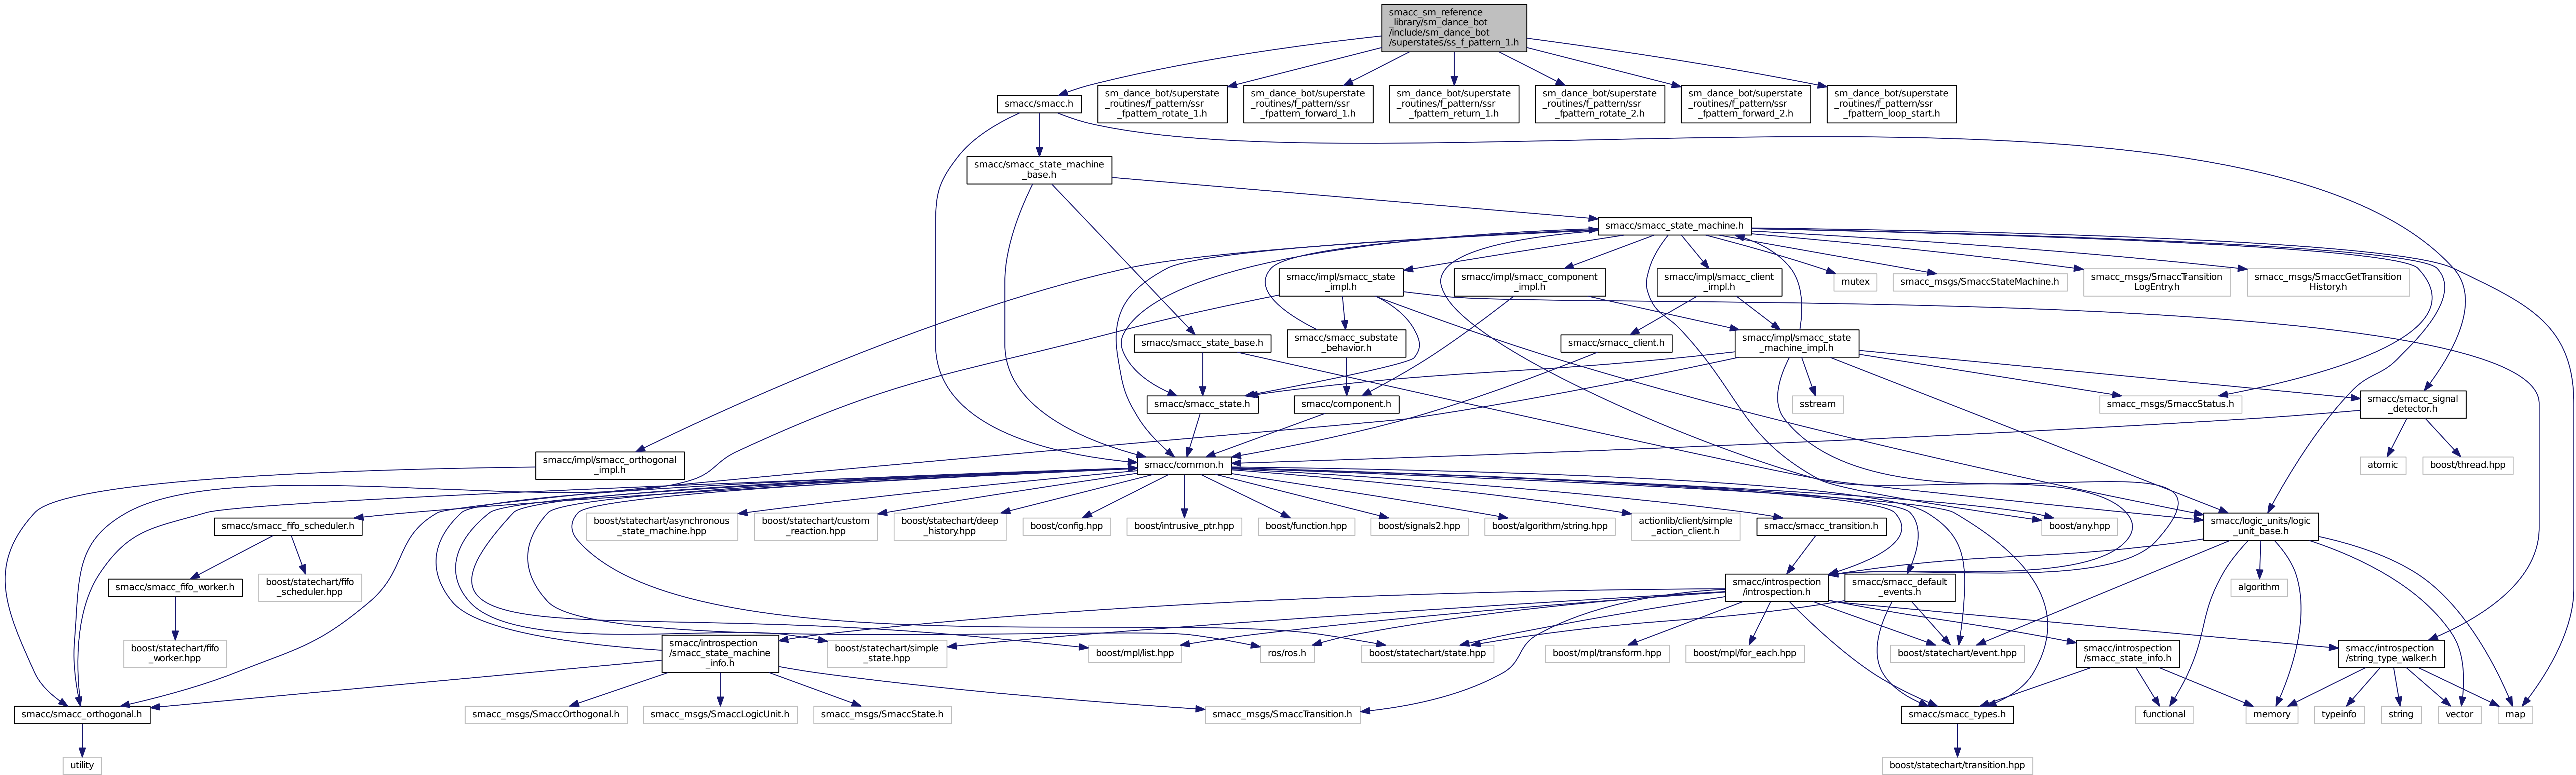 smacc_sm_reference
_library/sm_dance_bot
/include/sm_dance_bot
/superstates/ss_f_pattern_1.h
smacc/smacc.h
sm_dance_bot/superstate
_routines/f_pattern/ssr
_fpattern_rotate_1.h
sm_dance_bot/superstate
_routines/f_pattern/ssr
_fpattern_forward_1.h
sm_dance_bot/superstate
_routines/f_pattern/ssr
_fpattern_return_1.h
sm_dance_bot/superstate
_routines/f_pattern/ssr
_fpattern_rotate_2.h
sm_dance_bot/superstate
_routines/f_pattern/ssr
_fpattern_forward_2.h
sm_dance_bot/superstate
_routines/f_pattern/ssr
_fpattern_loop_start.h
smacc/smacc_state_machine
_base.h
smacc/smacc_state_machine.h
smacc/impl/smacc_state
_impl.h
smacc/impl/smacc_component
_impl.h
smacc/impl/smacc_client
_impl.h
mutex
smacc_msgs/SmaccStateMachine.h
smacc_msgs/SmaccTransition
LogEntry.h
smacc_msgs/SmaccGetTransition
History.h
smacc/smacc_state_base.h
smacc/smacc_substate
_behavior.h
smacc/smacc_client.h
smacc/impl/smacc_state
_machine_impl.h
smacc/smacc_state.h
smacc/component.h
sstream
smacc_msgs/SmaccStatus.h
smacc/smacc_signal
_detector.h
smacc/impl/smacc_orthogonal
_impl.h
smacc/common.h
atomic
boost/thread.hpp
smacc/smacc_fifo_scheduler.h
boost/statechart/asynchronous
_state_machine.hpp
boost/statechart/custom
_reaction.hpp
boost/statechart/deep
_history.hpp
boost/config.hpp
boost/intrusive_ptr.hpp
boost/function.hpp
boost/signals2.hpp
boost/algorithm/string.hpp
actionlib/client/simple
_action_client.h
smacc/smacc_transition.h
boost/any.hpp
smacc/logic_units/logic
_unit_base.h
smacc/smacc_fifo_worker.h
boost/statechart/fifo
_scheduler.hpp
smacc/introspection
/introspection.h
smacc/smacc_default
_events.h
algorithm
boost/statechart/fifo
_worker.hpp
smacc/introspection
/smacc_state_machine
_info.h
boost/statechart/simple
_state.hpp
boost/mpl/list.hpp
ros/ros.h
boost/statechart/state.hpp
boost/mpl/transform.hpp
boost/mpl/for_each.hpp
boost/statechart/event.hpp
smacc/introspection
/smacc_state_info.h
smacc/introspection
/string_type_walker.h
smacc/smacc_orthogonal.h
smacc_msgs/SmaccOrthogonal.h
smacc_msgs/SmaccLogicUnit.h
smacc_msgs/SmaccState.h
smacc_msgs/SmaccTransition.h
smacc/smacc_types.h
functional
memory
typeinfo
string
vector
map
utility
boost/statechart/transition.hpp